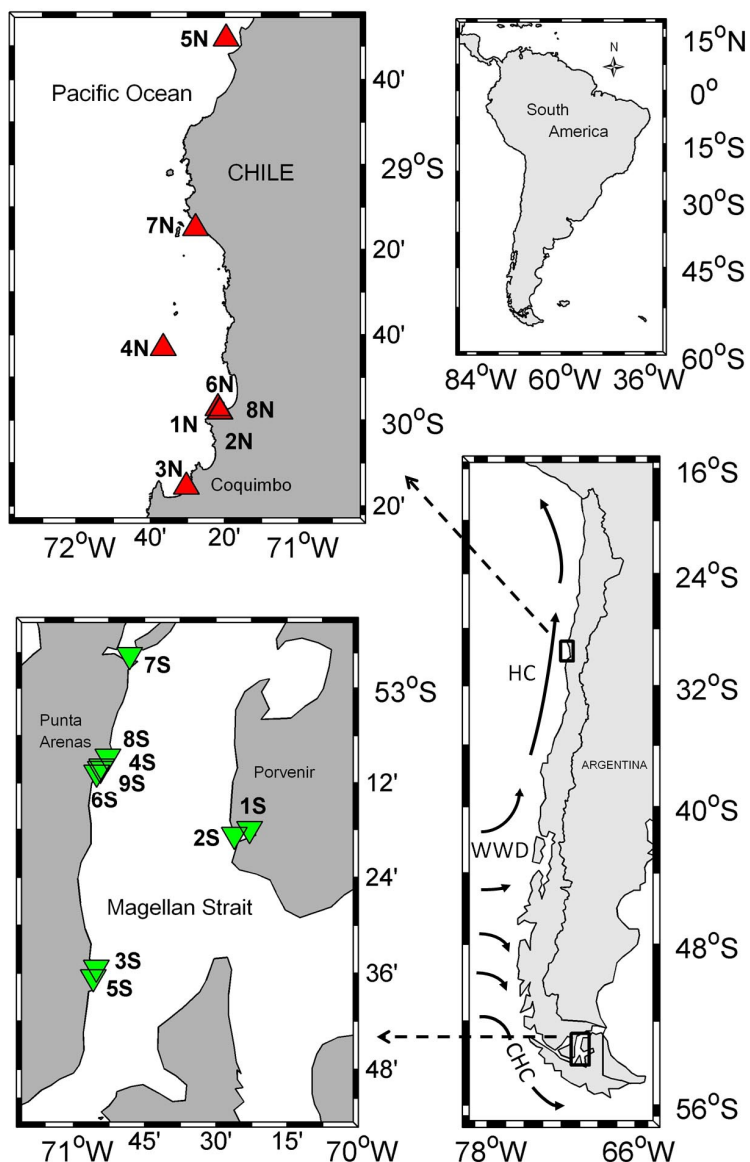 5N
40'
Pacific Ocean
CHILE
29°S
7N
20'
4N
40'
6N
1N
8N
2N
30°S
3N
Coquimbo
20'
72°W
40'
20'
71°W
N
South
America
15°N
0°
15°S
30°S
45°S
60°S
84°W
60°W
36°W
7S
53°S
Punta
Arenas
8S
4S
9S
6S
12'
Porvenir
1S
2S
24'
Magellan Strait
3S
5S
36'
48'
71°W
45'
30'
15'
70°W
16°S
24°S
HC
32°S
ARGENTINA
40°S
WWD
48°S
CHC
56°S
78°W
66°W